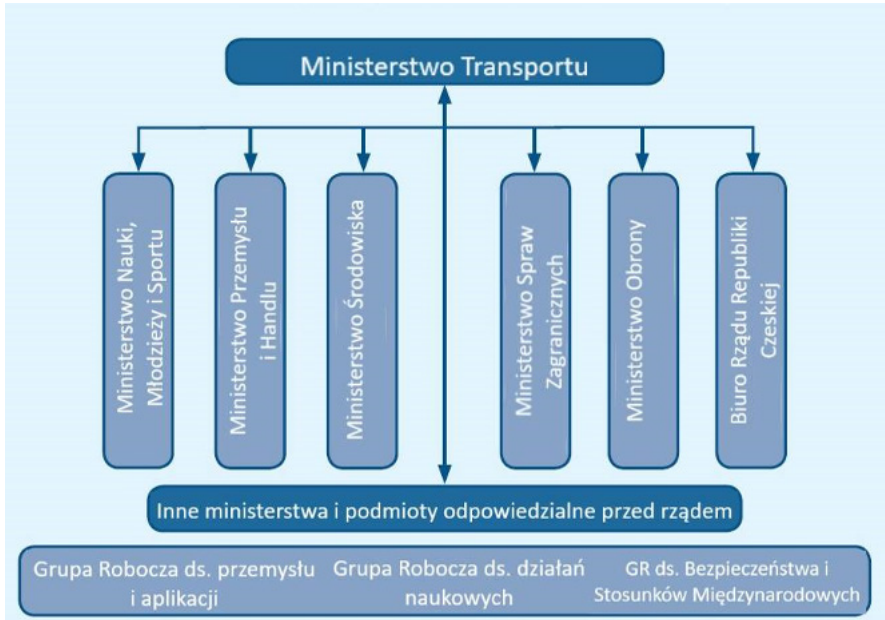 Ministerstwo Transportu
Ministerstwo Nauki,
Młodzieży i Sportu
Ministerstwo Przemysłu
i Handlu
Ministerstwo Środowiska
Ministerstwo Spraw
Zagranicznych
Ministerstwo Obrony
Biuro Rządu Republiki
Czeskiej
Inne ministerstwa i podmioty odpowiedzialne przed rządem
Grupa Robocza ds. przemysłu
i aplikacji
Grupa Robocza ds. działań
naukowych
GR ds. Bezpieczeństwa i
Stosunków Międzynarodowych